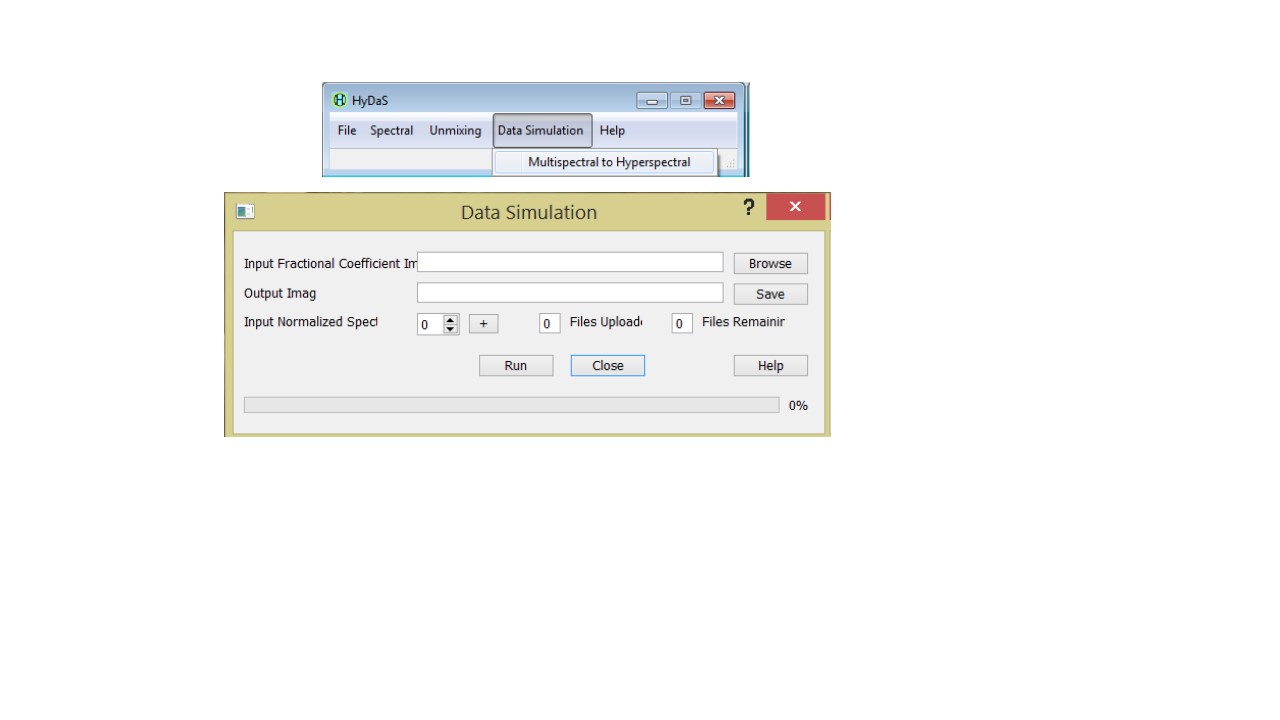 HyDaS
File Spectral Unmixing Data Simulation Help
Multispectral to Hyperspectral
Data Simulation
Input Fractional Coefficient Im Browse
Output Imag Save
Input Normalized Spect 0 + 0 Files Upload 0 Files Remainin
Run Close Help
0%